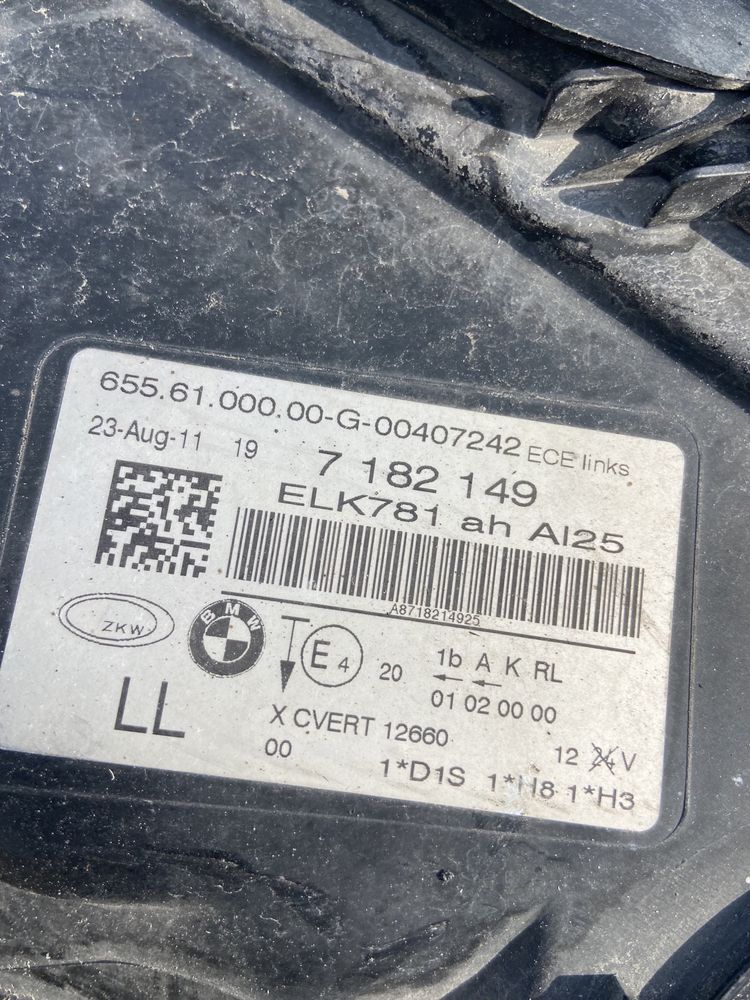 655.61.000.00-G-00407242 ECE links
23-Aug-11 19 7 182 149
ELK781 ah AI25
A8718214925
ZKW
BMW
E4 20 1b A K RL
01 02 00 00
LL
X CVERT 12660
00
12 24 V
1*D1S 1*H8 1*H3